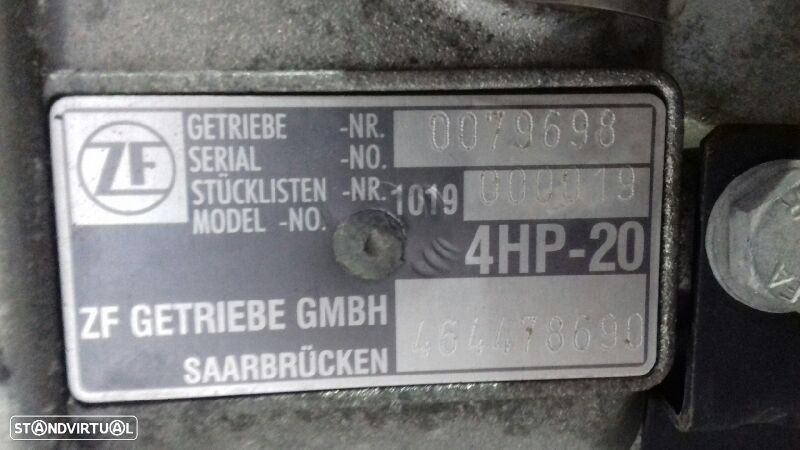 ZF
GETRIEBE -NR. 0079698
SERIAL -NO.
STÜCKLISTEN -NR. 1019 000019
MODEL -NO.
4HP-20
ZF GETRIEBE GMBH 464478690
SAARBRÜCKEN
STANDVIRTUAL